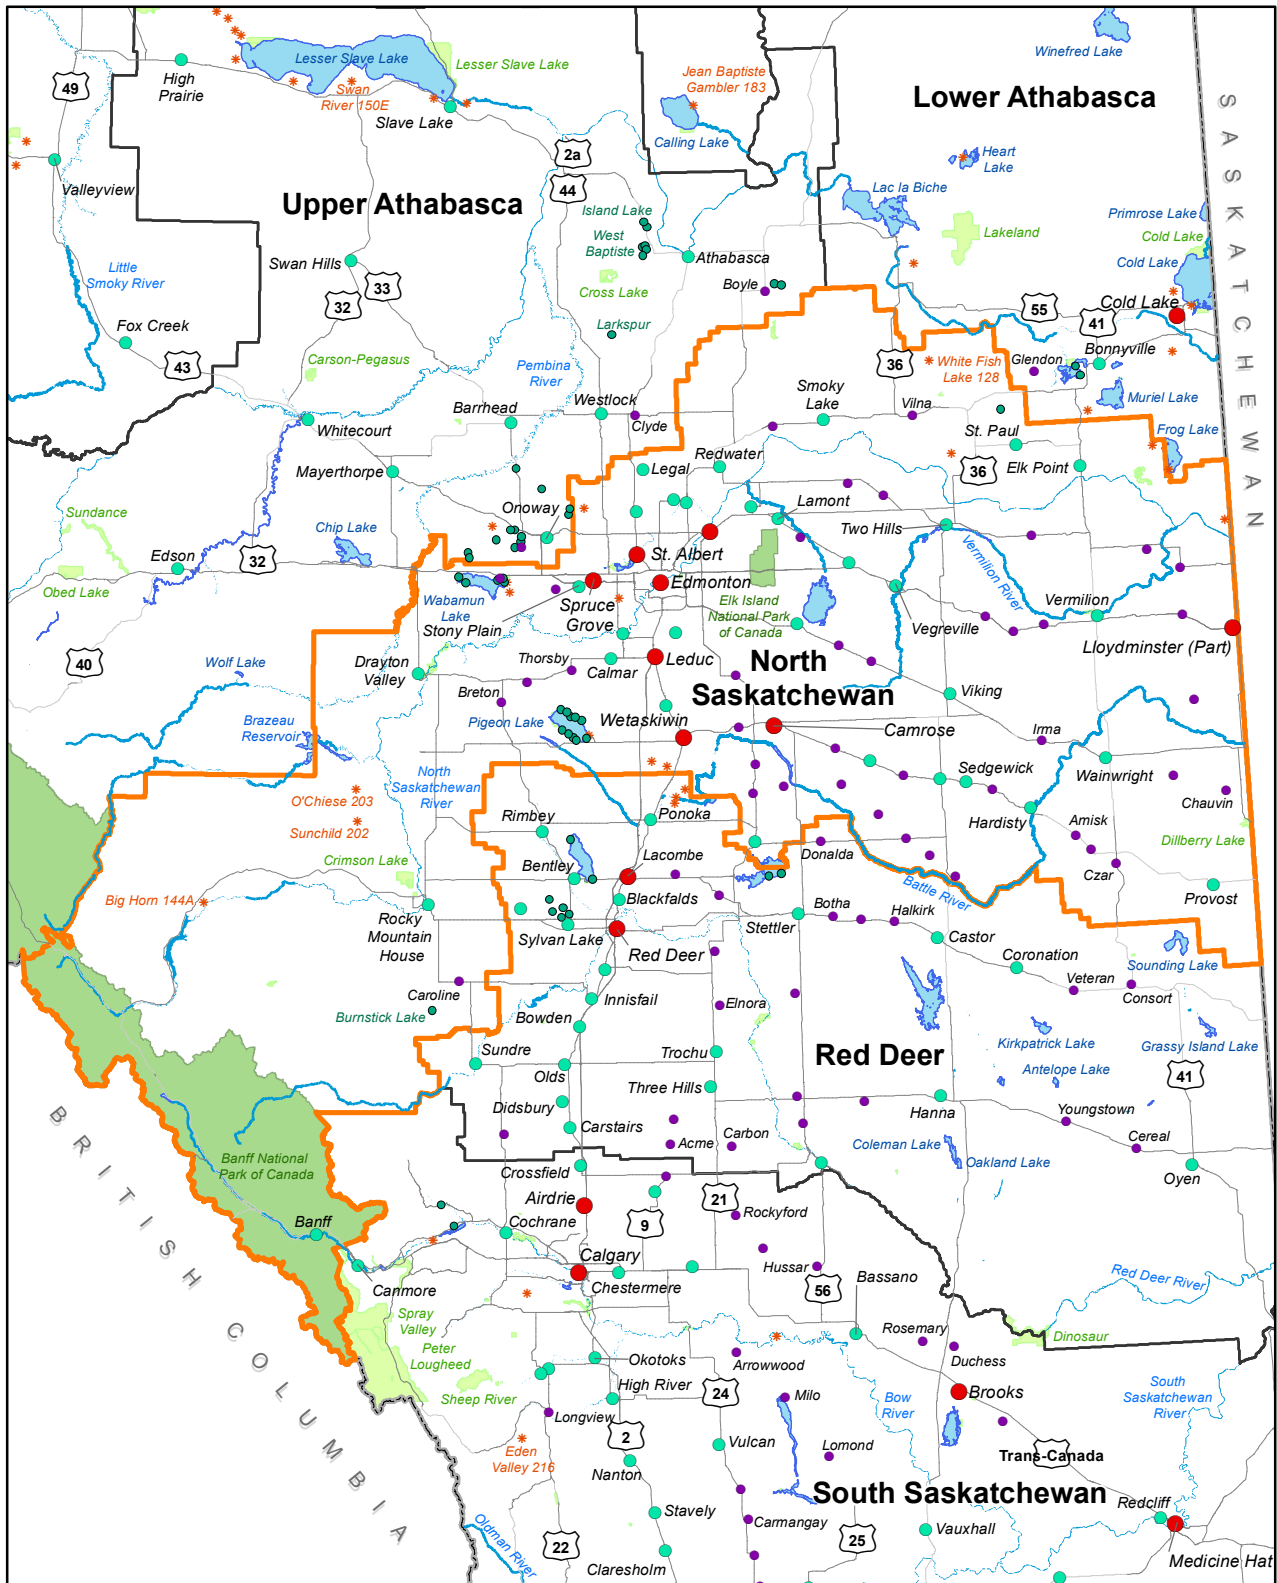 Winefred Lake
Lesser Slave Lake
Lesser Slave Lake
High
Prairie
49
Swan
River 150E
Slave Lake
Jean Baptiste
Gambler 183
Lower Athabasca
Calling Lake
2a
44
Heart
Lake
Valleyview
Upper Athabasca
Lac la Biche
Island Lake
West
Baptiste
Primrose Lake
Cold Lake
Cold Lake
Lakeland
Athabasca
Swan Hills
Little
Smoky River
33
32
Cross Lake
Boyle
55
Cold Lake
41
Larkspur
Fox Creek
43
Carson-Pegasus
Pembina
River
36
White Fish
Lake 128
Glendon
Bonnyville
Smoky
Lake
Muriel Lake
Barrhead
Westlock
Clyde
Vilna
Whitecourt
St. Paul
Frog Lake
Mayerthorpe
Legal
Redwater
36
Elk Point
Sundance
Onoway
Lamont
Two Hills
Chip Lake
Edson
32
St. Albert
Vermilion River
Obed Lake
Wabamun
Lake
Edmonton
Spruce
Grove
Elk Island
National Park
of Canada
Vermilion
Stony Plain
Vegreville
Lloydminster (Part)
40
Wolf Lake
Drayton
Valley
Thorsby
Calmar
Leduc
North
Saskatchewan
Breton
Viking
Brazeau
Reservoir
Pigeon Lake
Wetaskiwin
Camrose
Irma
North
Saskatchewan
River
Sedgewick
Wainwright
O'Chiese 203
Chauvin
Sunchild 202
Rimbey
Ponoka
Hardisty
Amisk
Dillberry Lake
Crimson Lake
Bentley
Lacombe
Donalda
Czar
Battle River
Provost
Big Horn 144A
Blackfalds
Rocky
Mountain
House
Botha
Halkirk
Stettler
Sylvan Lake
Red Deer
Castor
Coronation
Sounding Lake
Veteran
Consort
Caroline
Innisfail
Elnora
Burnstick Lake
Bowden
Kirkpatrick Lake
Grassy Island Lake
Sundre
Trochu
Red Deer
Antelope Lake
41
Olds
Three Hills
Didsbury
Hanna
Youngstown
Carstairs
Acme
Carbon
Cereal
Coleman Lake
Oakland Lake
Banff National
Park of Canada
Crossfield
Oyen
Airdrie
21
Rockyford
Banff
Cochrane
9
Calgary
Hussar
Bassano
Red Deer River
Canmore
Chestermere
56
Spray
Valley
Rosemary
Dinosaur
Peter
Lougheed
Okotoks
Arrowwood
Duchess
Sheep River
High River
24
Milo
Bow
River
Brooks
South
Saskatchewan
River
Longview
2
Eden
Valley 216
Vulcan
Lomond
Trans-Canada
Nanton
South Saskatchewan
Redcliff
Stavely
Carmangay
Vauxhall
Oldman River
22
25
Claresholm
Medicine Hat
SASKATCHEWAN
BRITISH COLUMBIA